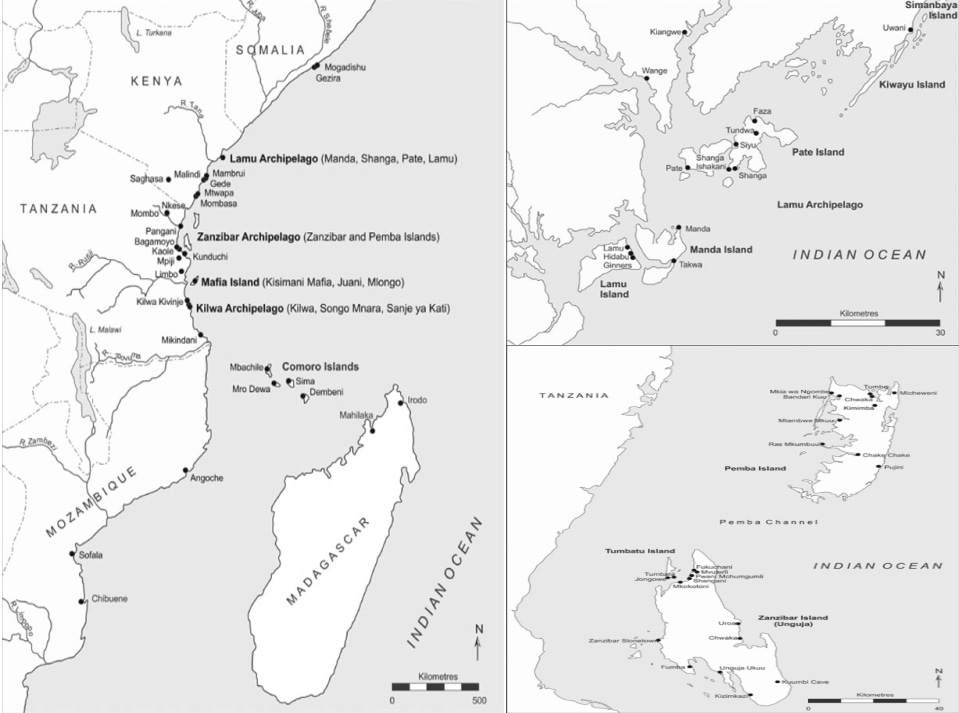 L. Turkana
R. Juba
R. Shebele
SOMALIA
KENYA
Mogadishu
Gezira
R. Tana
Lamu Archipelago (Manda, Shanga, Pate, Lamu)
Malindi
Mambrui
Saghasa
Gede
Mtwapa
Mombasa
TANZANIA
Nkese
Mombo
Pangani
Bagamoyo
Kaole
Mpiji
Kunduchi
Limbo
Zanzibar Archipelago (Zanzibar and Pemba Islands)
R. Rufiji
Mafia Island (Kisimani Mafia, Juani, Mlongo)
Kilwa Kivinje
Kilwa Archipelago (Kilwa, Songo Mnara, Sanje ya Kati)
L. Malawi
Mikindani
R. Rovuma
Mbachile
Comoro Islands
Mro Dewa
Sima
Dembeni
Irodo
Mahilaka
R. Zambezi
Angoche
MOZAMBIQUE
Sofala
Chibuene
R. Limpopo
MADAGASCAR
INDIAN OCEAN
N
Kilometres
0 500
Simanbaya
Island
Uwani
Kiangwe
Wange
Kiwayu Island
Faza
Tundwa
Siyu
Pate Island
Shanga
Ishakani
Pate
Shanga
Lamu Archipelago
Manda
Manda Island
Lamu
Hidabu
Ginners
Takwa
Lamu
Island
INDIAN OCEAN
N
Kilometres
0 30
TANZANIA
Mkia wa Ngombe
Bandari Kuu
Tumbe
Chwaka
Micheweni
Kimimba
Mtambwe Mkuu
Ras Mkumbuu
Chake Chake
Pemba Island
Pujini
Pemba Channel
Tumbatu Island
Fukuchani
Mvuleni
Tumbatu
Pwani Mchumgumii
Jongowe
Shangani
Mkokotoni
INDIAN OCEAN
Zanzibar Island
(Unguja)
Uroa
Chwaka
Zanzibar Stonetown
Fumba
Unguja Ukuu
Kuumbi Cave
Kizimkazi
N
Kilometres
0 40